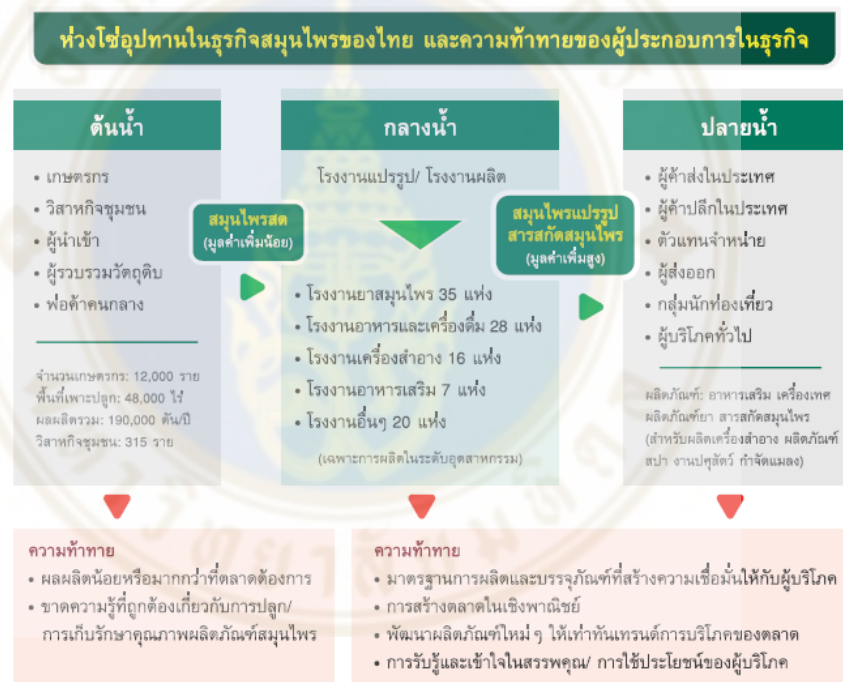 ห่วงโซ่อุปทานในธุรกิจสมุนไพรของไทย และความท้าทายของผู้ประกอบการในธุรกิจ
ต้นน้ำ
• เกษตรกร
• วิสาหกิจชุมชน
• ผู้นำเข้า
• ผู้รวบรวมวัตถุดิบ
• พ่อค้าคนกลาง
จำนวนเกษตรกร: 12,000 ราย
พื้นที่เพาะปลูก: 48,000 ไร่
ผลผลิตรวม: 190,000 ตัน/ปี
วิสาหกิจชุมชน: 315 ราย
สมุนไพรสด
(มูลค่าเพิ่มน้อย)
กลางน้ำ
โรงงานแปรรูป/ โรงงานผลิต
• โรงงานยาสมุนไพร 35 แห่ง
• โรงงานอาหารและเครื่องดื่ม 28 แห่ง
• โรงงานเครื่องสำอาง 16 แห่ง
• โรงงานอาหารเสริม 7 แห่ง
• โรงงานอื่นๆ 20 แห่ง
(เฉพาะการผลิตในระดับอุตสาหกรรม)
สมุนไพรแปรรูป
สารสกัดสมุนไพร
(มูลค่าเพิ่มสูง)
ปลายน้ำ
• ผู้ค้าส่งในประเทศ
• ผู้ค้าปลีกในประเทศ
• ตัวแทนจำหน่าย
• ผู้ส่งออก
• กลุ่มนักท่องเที่ยว
• ผู้บริโภคทั่วไป
ผลิตภัณฑ์: อาหารเสริม เครื่องเทศ
ผลิตภัณฑ์ยา สารสกัดสมุนไพร
(สำหรับผลิตเครื่องสำอาง ผลิตภัณฑ์
สปา งานปศุสัตว์ กำจัดแมลง)
ความท้าทาย
• ผลผลิตน้อยหรือมากกว่าที่ตลาดต้องการ
• ขาดความรู้ที่ถูกต้องเกี่ยวกับการปลูก/
การเก็บรักษาคุณภาพผลิตภัณฑ์สมุนไพร
ความท้าทาย
• มาตรฐานการผลิตและบรรจุภัณฑ์ที่สร้างความเชื่อมั่นให้กับผู้บริโภค
• การสร้างตลาดในเชิงพาณิชย์
• พัฒนาผลิตภัณฑ์ใหม่ ๆ ให้เท่าทันเทรนด์การบริโภคของตลาด
• การรับรู้และเข้าใจในสรรพคุณ/ การใช้ประโยชน์ของผู้บริโภค